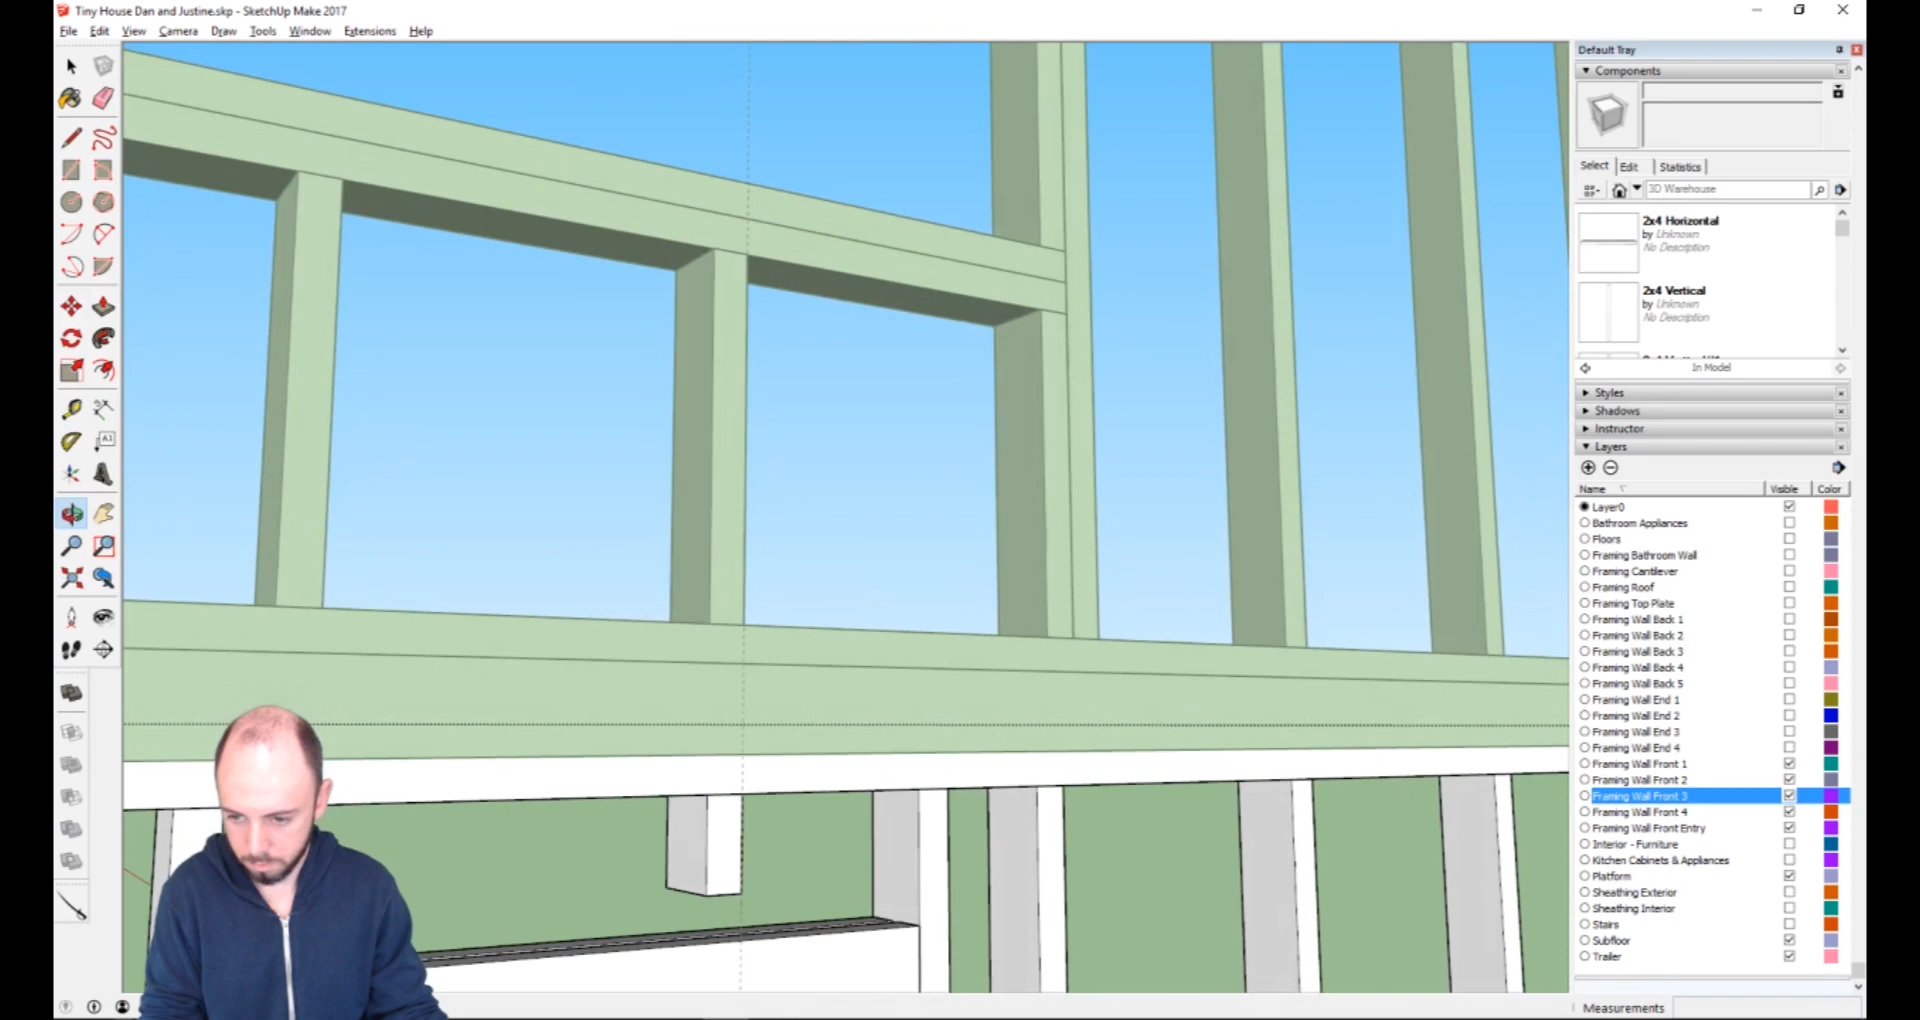 Tiny House Dan and Justine.skp - SketchUp Make 2017
File Edit View Camera Draw Tools Window Extensions Help
Default Tray
Components
Select Edit Statistics
3D Warehouse
2x4 Horizontal
by Unknown
No Description
2x4 Vertical
by Unknown
No Description
In Model
Styles
Shadows
Instructor
Layers
Name Visible Color
Layer0
Bathroom Appliances
Floors
Framing Bathroom Wall
Framing Cantilever
Framing Roof
Framing Top Plate
Framing Wall Back 1
Framing Wall Back 2
Framing Wall Back 3
Framing Wall Back 4
Framing Wall Back 5
Framing Wall End 1
Framing Wall End 2
Framing Wall End 3
Framing Wall End 4
Framing Wall Front 1
Framing Wall Front 2
Framing Wall Front 3
Framing Wall Front 4
Framing Wall Front Entry
Interior - Furniture
Kitchen Cabinets & Appliances
Platform
Sheathing Exterior
Sheathing Interior
Stairs
Subfloor
Trailer
Measurements